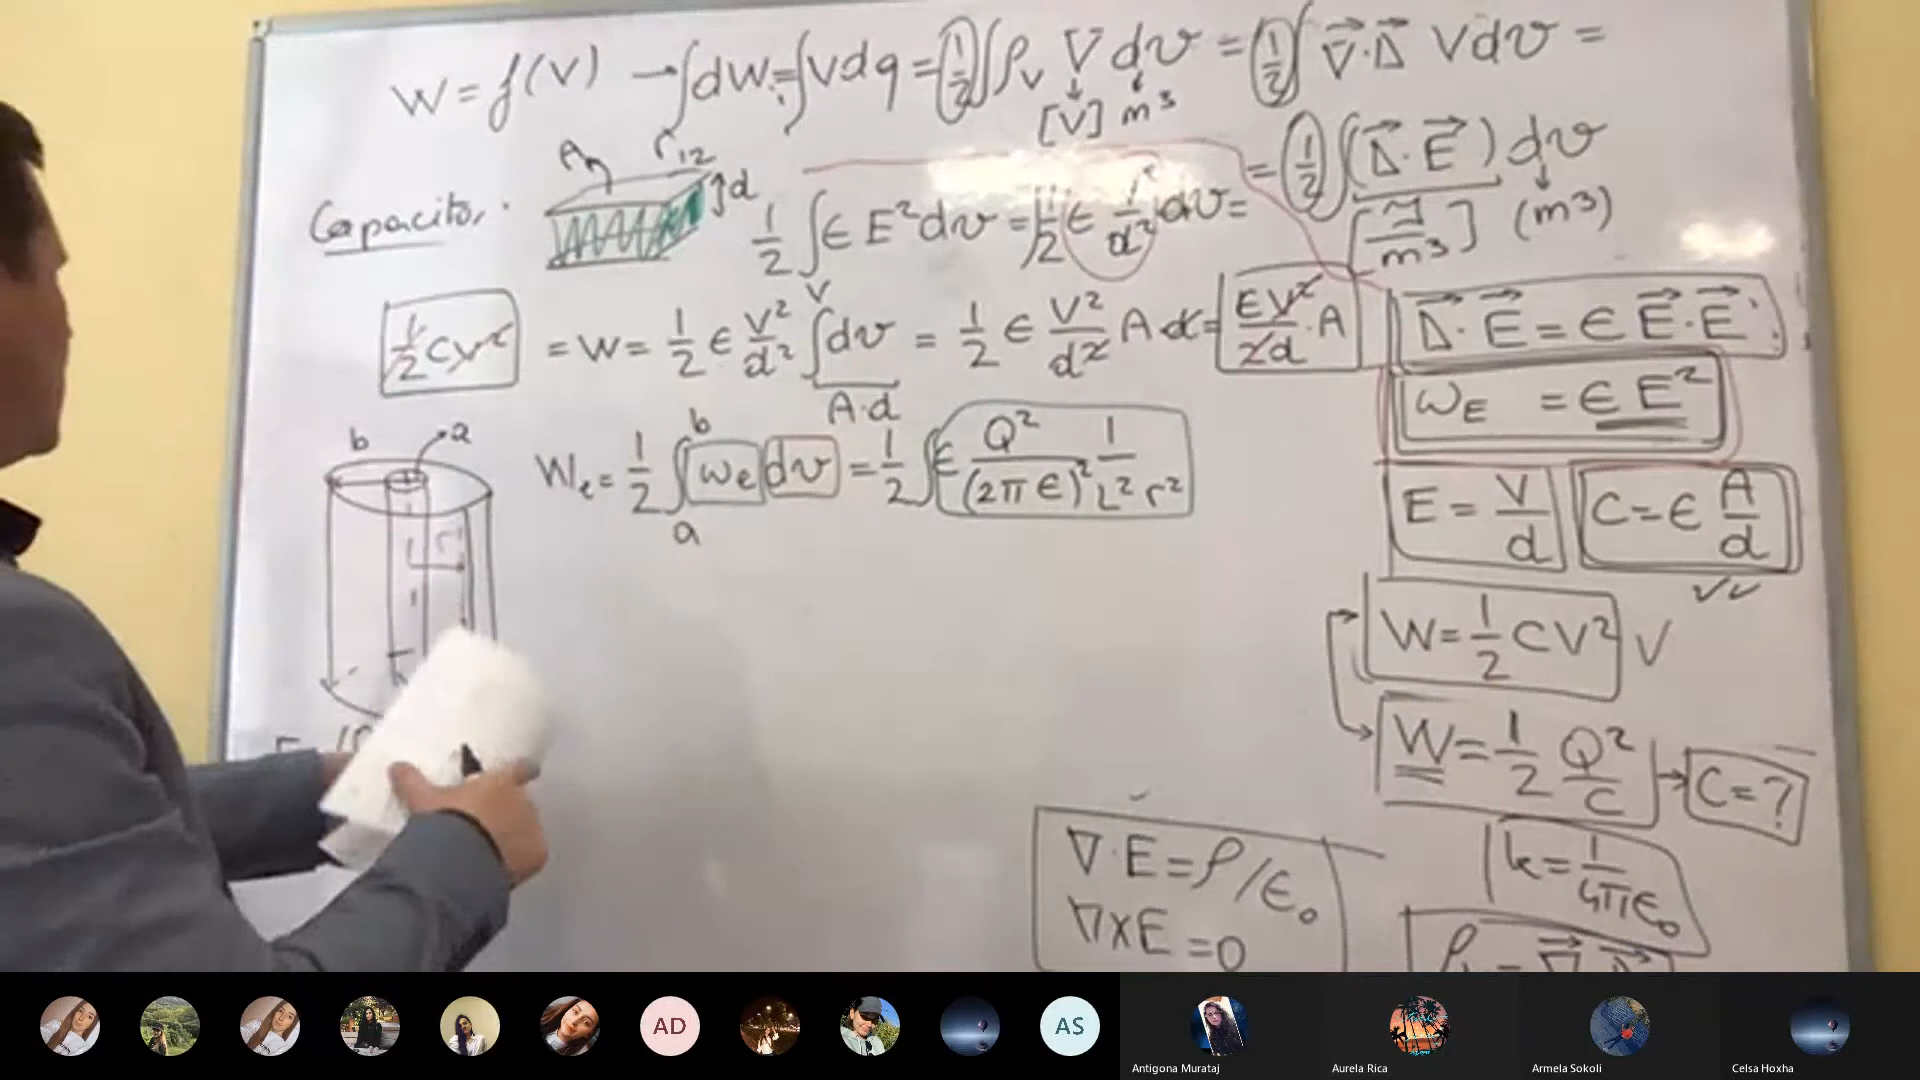 W = f(V) → ∫dW = ∫Vdq = (1/2)∫ρv V dv = (1/2)∫∇⃗·D⃗ Vdv =
[V] m³
= (1/2)∫(D⃗·E⃗) dv
[J/m³] (m³)
A r12 d
Capacitor
1/2 ∫v ϵ E² dv = 1/2 ϵ V²/d² dv =
1/2 CV² = W = 1/2 ϵ V²/d² ∫dv = 1/2 ϵ V²/d² A d = ϵV²/2d · A
A·d
D⃗·E⃗ = ϵ E⃗·E⃗
wE = ϵ E²
E = V/d
C = ϵ A/d
b a
We = 1/2 ∫ₐᵇ we dv = 1/2 ∫ ϵ Q²/(2πϵ)² 1/L² r²
L r
W = 1/2 CV² V
W = 1/2 Q²/C → C = ?
∇·E = ρ/ϵ₀
∇×E = 0
k = 1/4πϵ₀
AD
AS
Antigona Murataj
Aurela Rica
Armela Sokoli
Celsa Hoxha